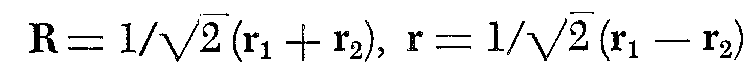 R = 1/√2 (r₁ + r₂), r = 1/√2 (r₁ − r₂)